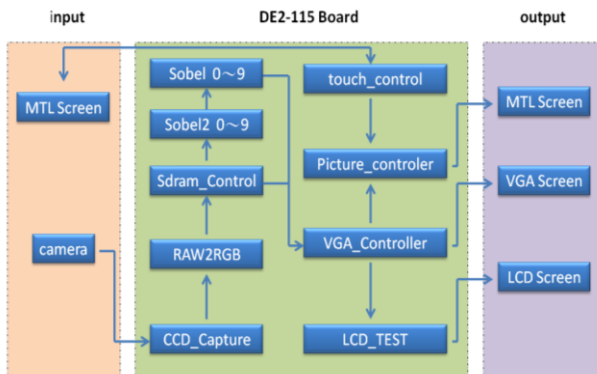 input
DE2-115 Board
output
MTL Screen
camera
Sobel 0～9
Sobel2 0～9
Sdram_Control
RAW2RGB
CCD_Capture
touch_control
Picture_controler
VGA_Controller
LCD_TEST
MTL Screen
VGA Screen
LCD Screen